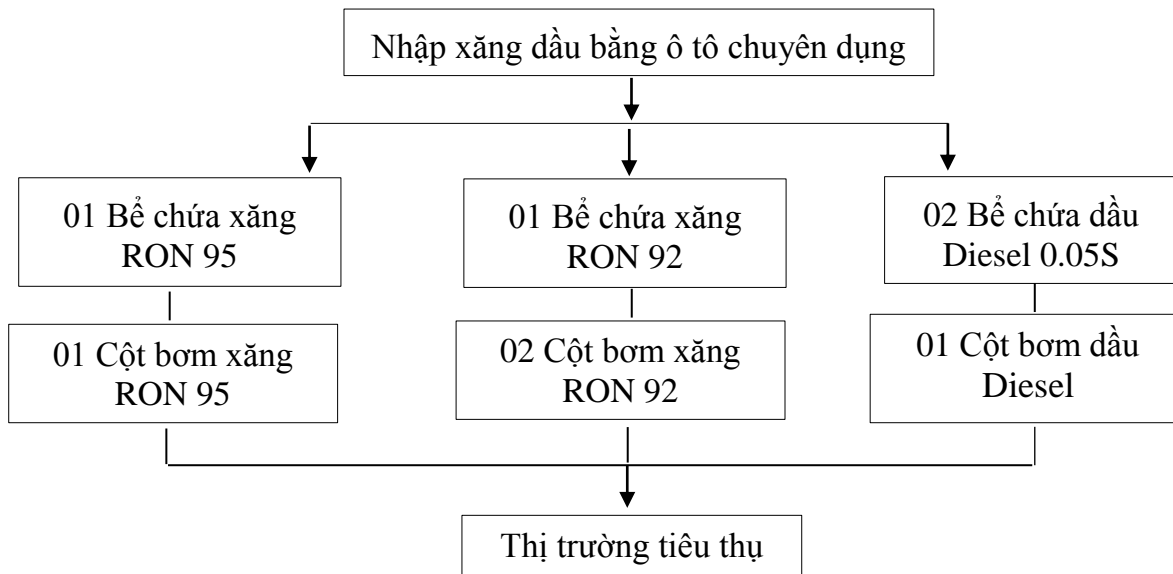 Nhập xăng dầu bằng ô tô chuyên dụng
01 Bể chứa xăng
RON 95
01 Bể chứa xăng
RON 92
02 Bể chứa dầu
Diesel 0.05S
01 Cột bơm xăng
RON 95
02 Cột bơm xăng
RON 92
01 Cột bơm dầu
Diesel
Thị trường tiêu thụ